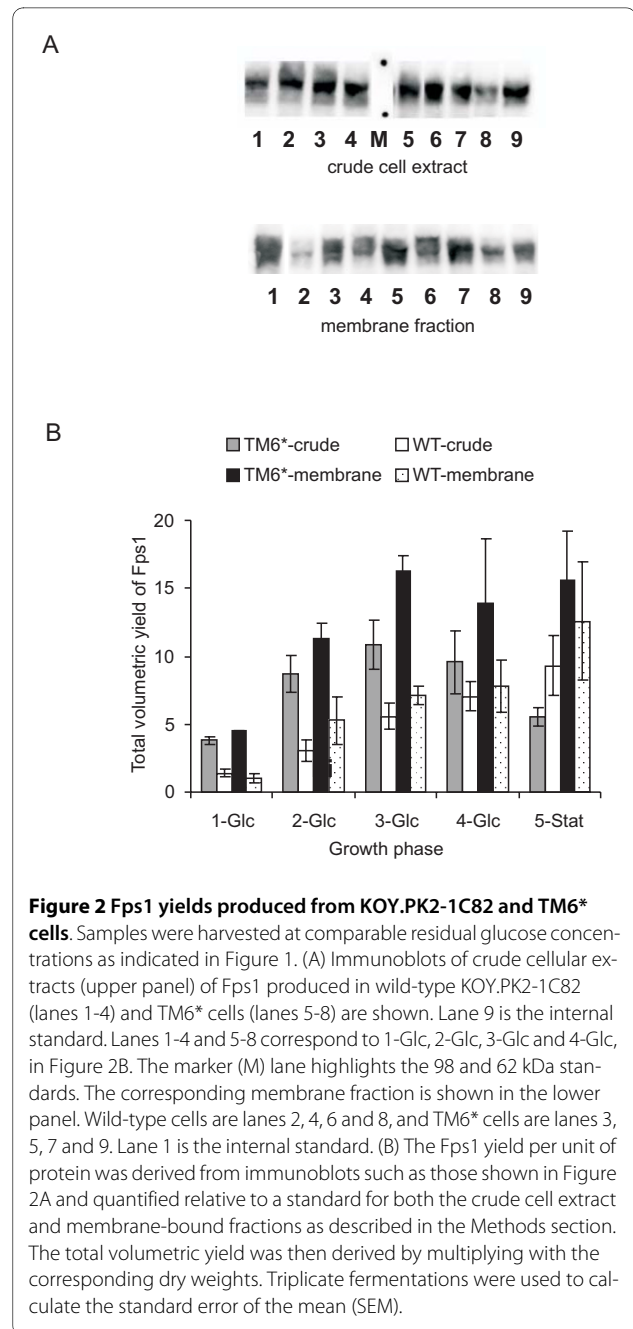 A
1 2 3 4 M 5 6 7 8 9
crude cell extract
1 2 3 4 5 6 7 8 9
membrane fraction
B
TM6*-crude WT-crude
TM6*-membrane WT-membrane
Total volumetric yield of Fps1
20
15
10
5
0
1-Glc 2-Glc 3-Glc 4-Glc 5-Stat
Growth phase
Figure 2 Fps1 yields produced from KOY.PK2-1C82 and TM6*
cells. Samples were harvested at comparable residual glucose concen-
trations as indicated in Figure 1. (A) Immunoblots of crude cellular ex-
tracts (upper panel) of Fps1 produced in wild-type KOY.PK2-1C82
(lanes 1-4) and TM6* cells (lanes 5-8) are shown. Lane 9 is the internal
standard. Lanes 1-4 and 5-8 correspond to 1-Glc, 2-Glc, 3-Glc and 4-Glc,
in Figure 2B. The marker (M) lane highlights the 98 and 62 kDa stan-
dards. The corresponding membrane fraction is shown in the lower
panel. Wild-type cells are lanes 2, 4, 6 and 8, and TM6* cells are lanes 3,
5, 7 and 9. Lane 1 is the internal standard. (B) The Fps1 yield per unit of
protein was derived from immunoblots such as those shown in Figure
2A and quantified relative to a standard for both the crude cell extract
and membrane-bound fractions as described in the Methods section.
The total volumetric yield was then derived by multiplying with the
corresponding dry weights. Triplicate fermentations were used to cal-
culate the standard error of the mean (SEM).